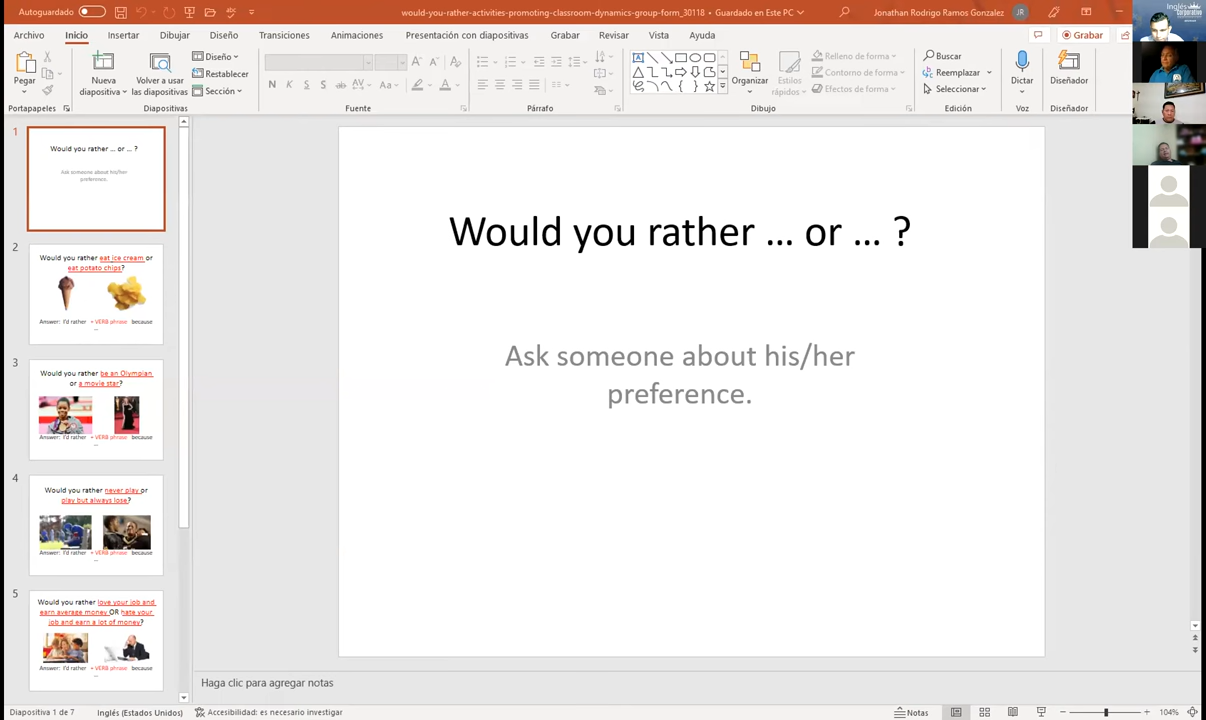 Autoguardado
would-you-rather-activities-promoting-classroom-dynamics-group-form_30118 • Guardado en Este PC
Jonathan Rodrigo Ramos Gonzalez
JR
Archivo Inicio Insertar Dibujar Diseño Transiciones Animaciones Presentación con diapositivas Grabar Revisar Vista Ayuda
Grabar
Pegar
Nueva diapositiva
Volver a usar las diapositivas
Diseño
Restablecer
Sección
N K S S ab AV Aa A
Organizar
Estilos rápidos
Relleno de forma
Contorno de forma
Efectos de forma
Buscar
Reemplazar
Seleccionar
Dictar
Diseñador
Portapapeles Diapositivas Fuente Párrafo Dibujo Edición Voz Diseñador
Inglés
Corporativo
1
Would you rather ... or ... ?
Ask someone about his/her
preference.
2
Would you rather eat ice cream or
eat potato chips?
Answer: I'd rather + VERB phrase because
...
3
Would you rather be an Olympian
or a movie star?
Answer: I'd rather + VERB phrase because
...
4
Would you rather never play or
play but always lose?
Answer: I'd rather + VERB phrase because
...
5
Would you rather love your job and
earn average money OR hate your
job and earn a lot of money?
Answer: I'd rather + VERB phrase because
...
Would you rather ... or ... ?
Ask someone about his/her
preference.
Haga clic para agregar notas
Diapositiva 1 de 7 Inglés (Estados Unidos) Accesibilidad: es necesario investigar Notas 104%